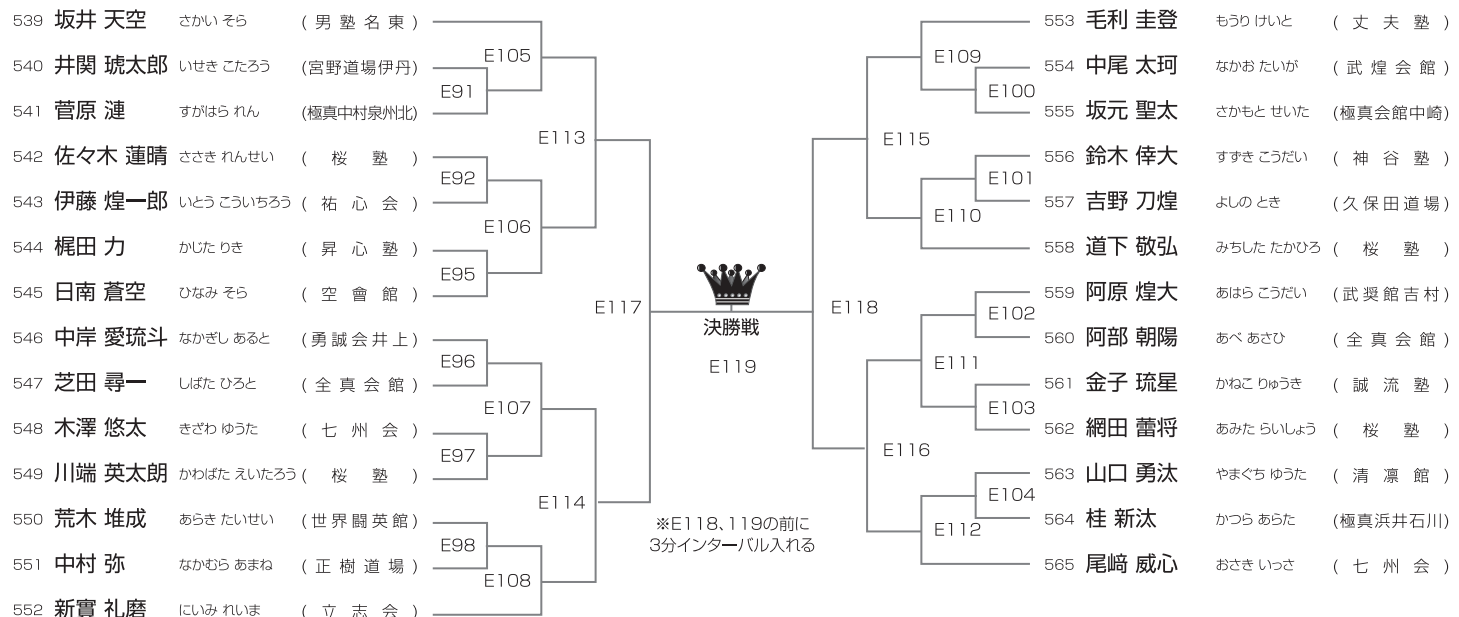 539 坂井 天空 さかい そら (男塾名東)
540 井関 琥太郎 いせき こたろう (宮野道場伊丹)
541 菅原 漣 すがはら れん (極真中村泉州北)
542 佐々木 蓮晴 ささき れんせい (桜塾)
543 伊藤 煌一郎 いとう こういちろう (祐心会)
544 梶田 力 かじた りき (昇心塾)
545 日南 蒼空 ひなみ そら (空會館)
546 中岸 愛琉斗 なかぎし あると (勇誠会井上)
547 芝田 尋一 しばた ひろと (全真会館)
548 木澤 悠太 きざわ ゆうた (七州会)
549 川端 英太朗 かわばた えいたろう (桜塾)
550 荒木 堆成 あらき たいせい (世界闘英館)
551 中村 弥 なかむら あまね (正樹道場)
552 新實 礼磨 にいみ れいま (立志会)
E105
E91
E113
E92
E106
E95
E117
E96
E107
E97
E114
E98
E108
決勝戦
E119
※E118、119の前に
3分インターバル入れる
E109
E100
E115
E101
E110
E118
E102
E111
E103
E116
E104
E112
553 毛利 圭登 もうり けいと (丈夫塾)
554 中尾 太珂 なかお たいが (武煌会館)
555 坂元 聖太 さかもと せいた (極真会館中崎)
556 鈴木 倖大 すずき こうだい (神谷塾)
557 吉野 刀煌 よしの とき (久保田道場)
558 道下 敬弘 みちした たかひろ (桜塾)
559 阿原 煌大 あはら こうだい (武奨館吉村)
560 阿部 朝陽 あべ あさひ (全真会館)
561 金子 琉星 かねこ りゅうき (誠流塾)
562 網田 蕾将 あみた らいしょう (桜塾)
563 山口 勇汰 やまぐち ゆうた (清凛館)
564 桂 新汰 かつら あらた (極真浜井石川)
565 尾﨑 威心 おさき いっさ (七州会)